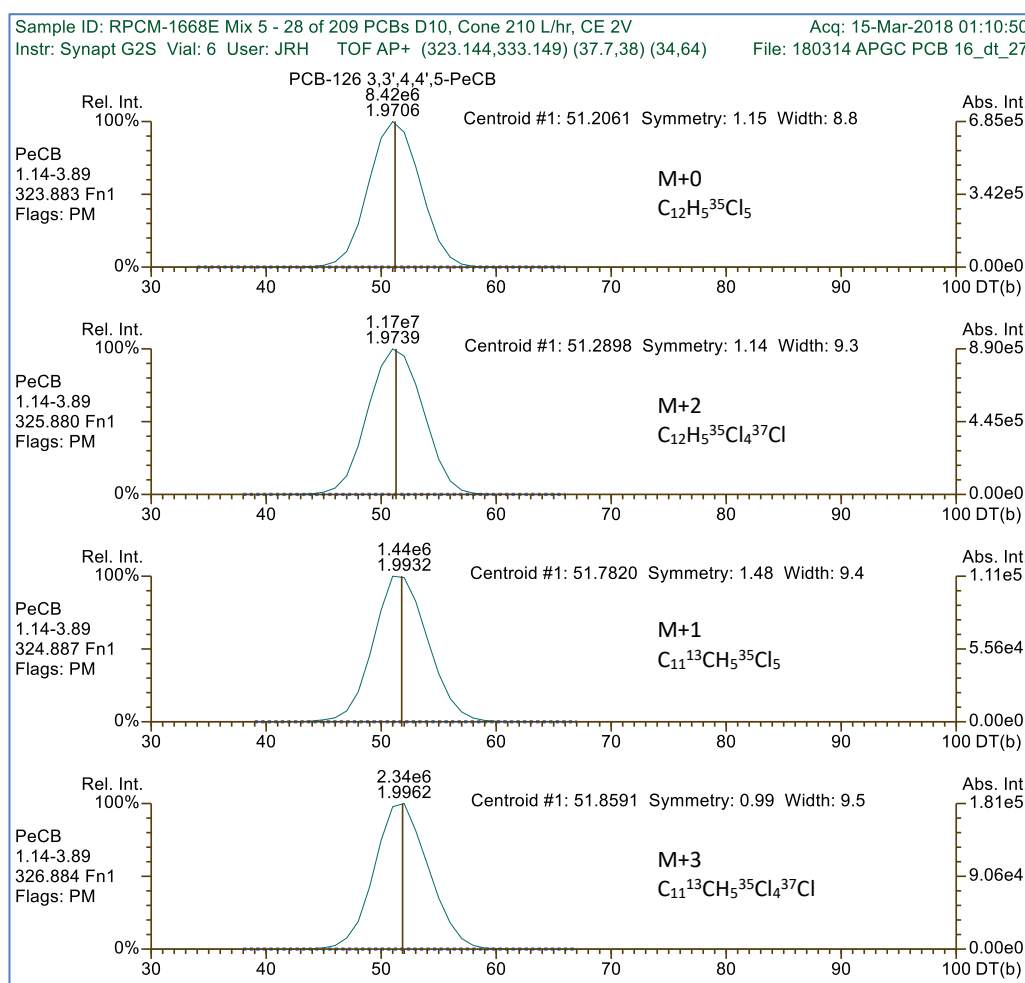 Sample ID: RPCM-1668E Mix 5 - 28 of 209 PCBs D10, Cone 210 L/hr, CE 2V Acq: 15-Mar-2018 01:10:50
Instr: Synapt G2S Vial: 6 User: JRH TOF AP+ (323.144,333.149) (37.7,38) (34,64) File: 180314 APGC PCB 16_dt_27
PCB-126 3,3',4,4',5-PeCB
8.42e6
1.9706
Rel. Int.
Abs. Int
100%
Centroid #1: 51.2061 Symmetry: 1.15 Width: 8.8
6.85e5
PeCB
1.14-3.89
323.883 Fn1
Flags: PM
M+0
C₁₂H₅³⁵Cl₅
3.42e5
0%
0.00e0
30 40 50 60 70 80 90 100 DT(b)
1.17e7
1.9739
Rel. Int.
Abs. Int
100%
Centroid #1: 51.2898 Symmetry: 1.14 Width: 9.3
8.90e5
PeCB
1.14-3.89
325.880 Fn1
Flags: PM
M+2
C₁₂H₅³⁵Cl₄³⁷Cl
4.45e5
0%
0.00e0
30 40 50 60 70 80 90 100 DT(b)
1.44e6
1.9932
Rel. Int.
Abs. Int
100%
Centroid #1: 51.7820 Symmetry: 1.48 Width: 9.4
1.11e5
PeCB
1.14-3.89
324.887 Fn1
Flags: PM
M+1
C₁₁¹³CH₅³⁵Cl₅
5.56e4
0%
0.00e0
30 40 50 60 70 80 90 100 DT(b)
2.34e6
1.9962
Rel. Int.
Abs. Int
100%
Centroid #1: 51.8591 Symmetry: 0.99 Width: 9.5
1.81e5
PeCB
1.14-3.89
326.884 Fn1
Flags: PM
M+3
C₁₁¹³CH₅³⁵Cl₄³⁷Cl
9.06e4
0%
0.00e0
30 40 50 60 70 80 90 100 DT(b)